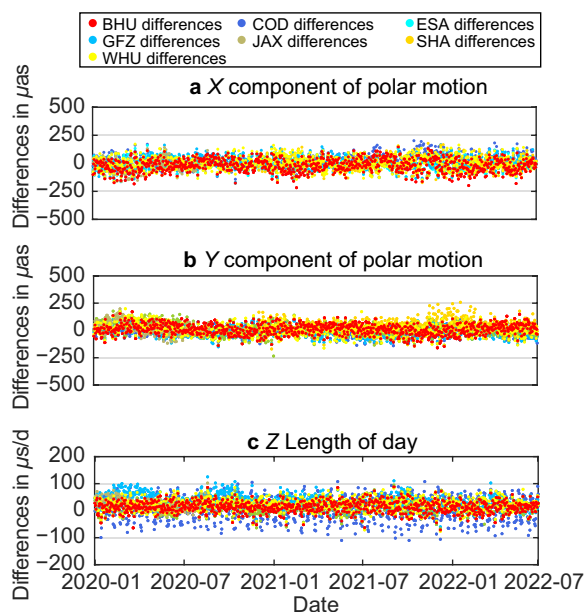 BHU differences COD differences ESA differences
GFZ differences JAX differences SHA differences
WHU differences
a X component of polar motion
Differences in μas
500
250
0
−250
−500
b Y component of polar motion
Differences in μas
500
250
0
−250
−500
c Z Length of day
Differences in μs/d
200
100
0
−100
−200
2020-01 2020-07 2021-01 2021-07 2022-01 2022-07
Date